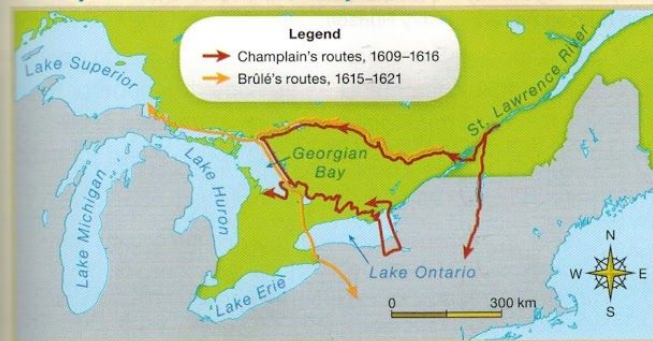 Legend
Champlain's routes, 1609–1616
Brûlé's routes, 1615–1621
Lake Superior
St. Lawrence River
Georgian
Bay
Lake Huron
Lake Michigan
Lake Ontario
Lake Erie
N
W E
S
0 300 km